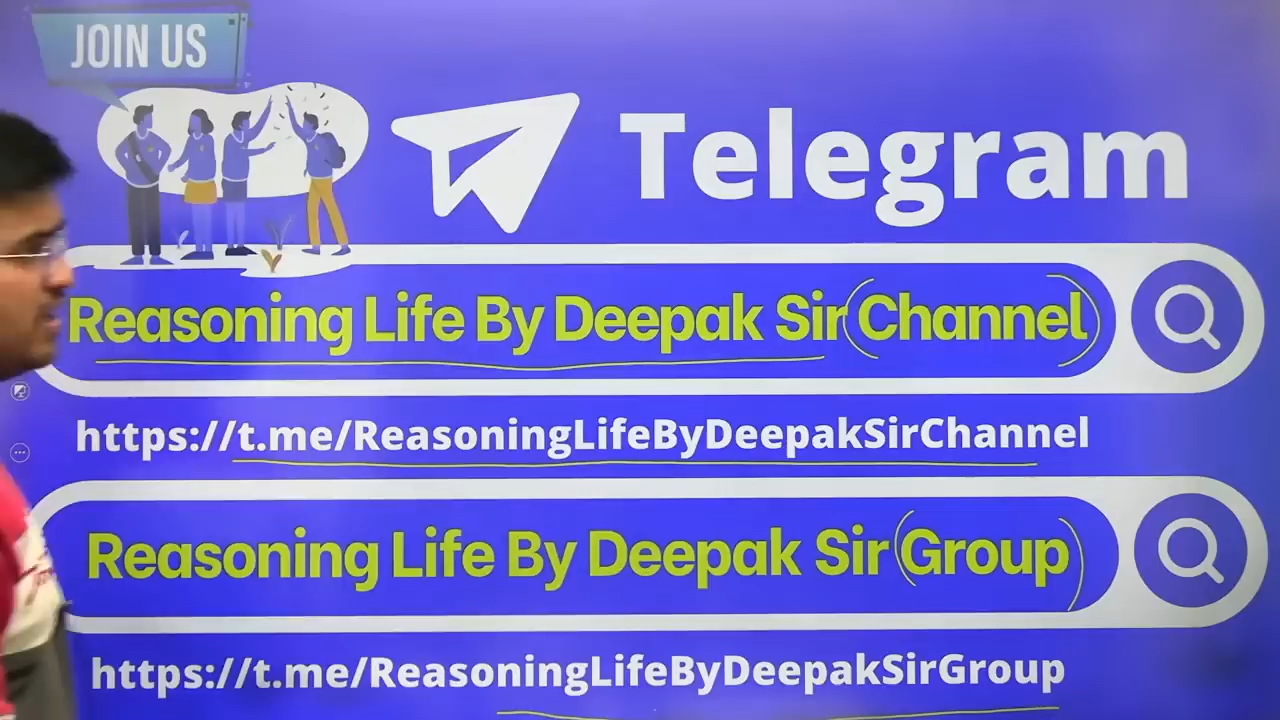 JOIN US
Telegram
Reasoning Life By Deepak Sir (Channel)
https://t.me/ReasoningLifeByDeepakSirChannel
Reasoning Life By Deepak Sir (Group)
https://t.me/ReasoningLifeByDeepakSirGroup